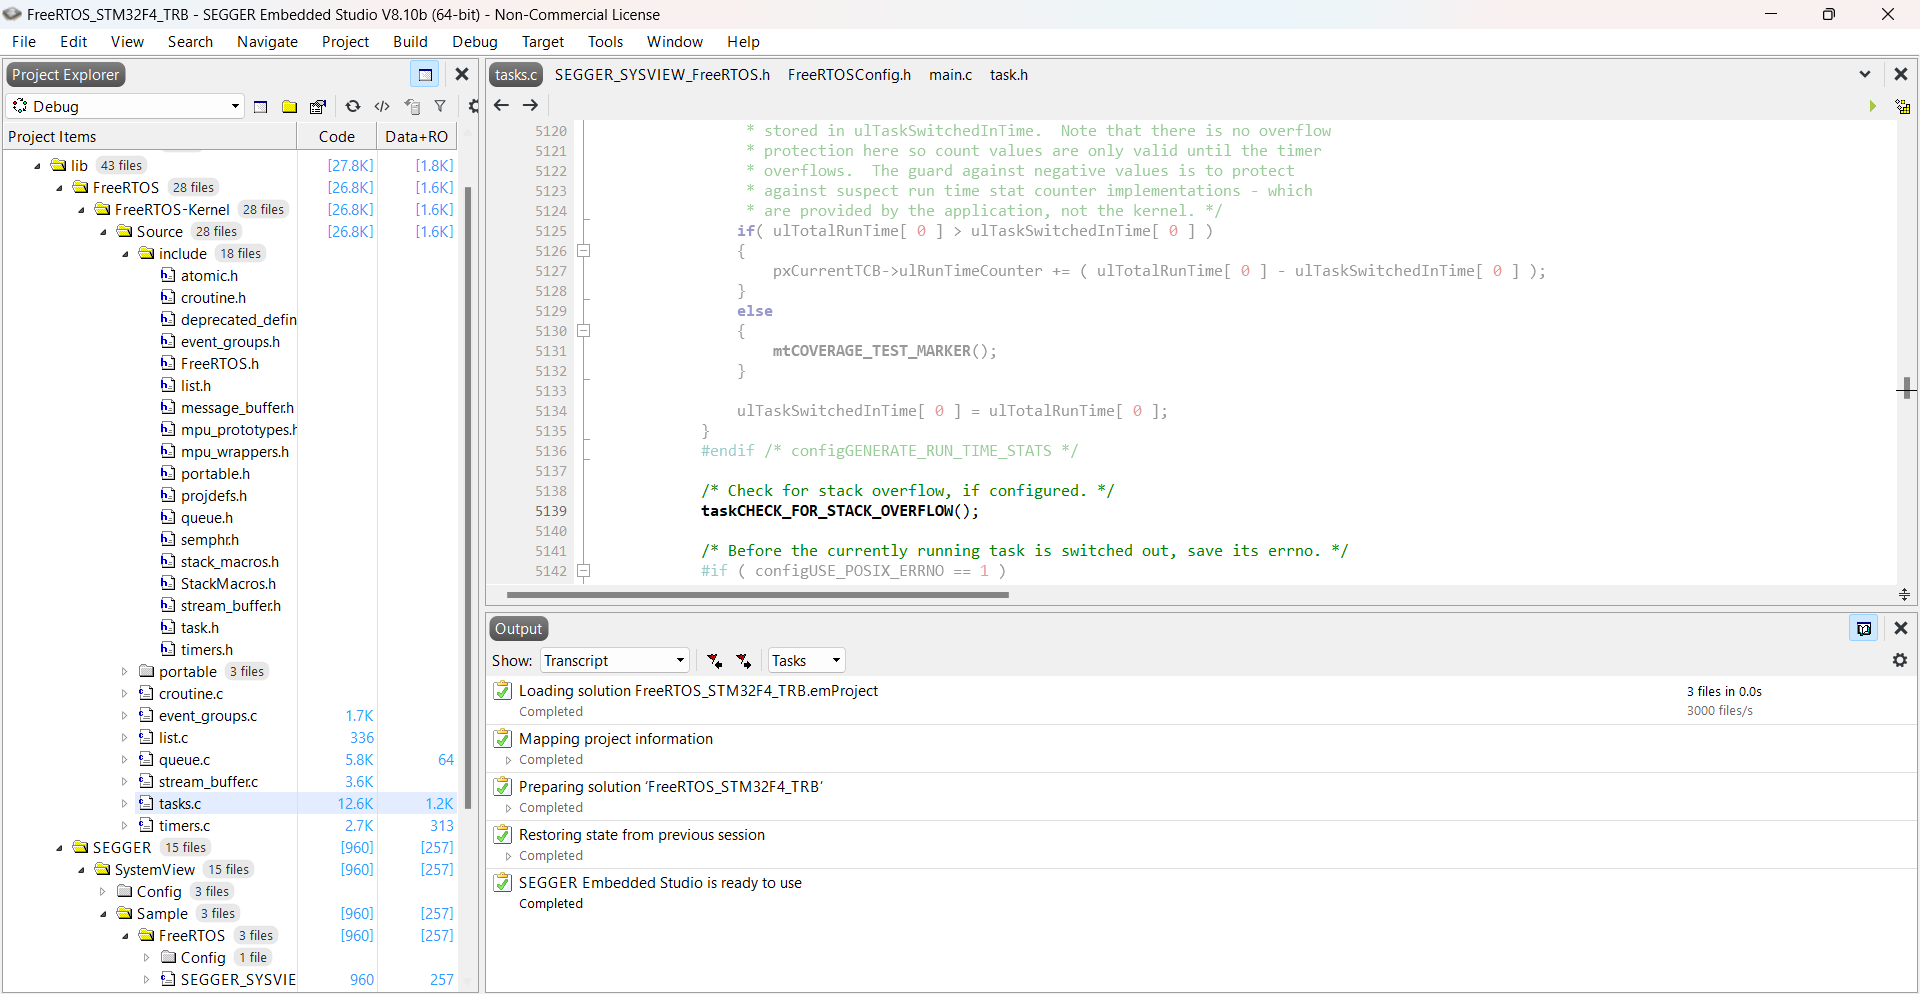 FreeRTOS_STM32F4_TRB - SEGGER Embedded Studio V8.10b (64-bit) - Non-Commercial License
File Edit View Search Navigate Project Build Debug Target Tools Window Help
Project Explorer
Debug
Project Items Code Data+RO
lib 43 files [27.8K] [1.8K]
FreeRTOS 28 files [26.8K] [1.6K]
FreeRTOS-Kernel 28 files [26.8K] [1.6K]
Source 28 files [26.8K] [1.6K]
include 18 files
atomic.h
croutine.h
deprecated_defin
event_groups.h
FreeRTOS.h
list.h
message_buffer.h
mpu_prototypes.h
mpu_wrappers.h
portable.h
projdefs.h
queue.h
semphr.h
stack_macros.h
StackMacros.h
stream_buffer.h
task.h
timers.h
portable 3 files
croutine.c
event_groups.c 1.7K
list.c 336
queue.c 5.8K 64
stream_buffer.c 3.6K
tasks.c 12.6K 1.2K
timers.c 2.7K 313
SEGGER 15 files [960] [257]
SystemView 15 files [960] [257]
Config 3 files
Sample 3 files [960] [257]
FreeRTOS 3 files [960] [257]
Config 1 file
SEGGER_SYSVIE 960 257
tasks.c SEGGER_SYSVIEW_FreeRTOS.h FreeRTOSConfig.h main.c task.h
5120 * stored in ulTaskSwitchedInTime. Note that there is no overflow
5121 * protection here so count values are only valid until the timer
5122 * overflows. The guard against negative values is to protect
5123 * against suspect run time stat counter implementations - which
5124 * are provided by the application, not the kernel. */
5125 if( ulTotalRunTime[ 0 ] > ulTaskSwitchedInTime[ 0 ] )
5126 {
5127 pxCurrentTCB->ulRunTimeCounter += ( ulTotalRunTime[ 0 ] - ulTaskSwitchedInTime[ 0 ] );
5128 }
5129 else
5130 {
5131 mtCOVERAGE_TEST_MARKER();
5132 }
5133
5134 ulTaskSwitchedInTime[ 0 ] = ulTotalRunTime[ 0 ];
5135 }
5136 #endif /* configGENERATE_RUN_TIME_STATS */
5137
5138 /* Check for stack overflow, if configured. */
5139 taskCHECK_FOR_STACK_OVERFLOW();
5140
5141 /* Before the currently running task is switched out, save its errno. */
5142 #if ( configUSE_POSIX_ERRNO == 1 )
Output
Show: Transcript Tasks
Loading solution FreeRTOS_STM32F4_TRB.emProject 3 files in 0.0s
Completed 3000 files/s
Mapping project information
Completed
Preparing solution ‘FreeRTOS_STM32F4_TRB’
Completed
Restoring state from previous session
Completed
SEGGER Embedded Studio is ready to use
Completed